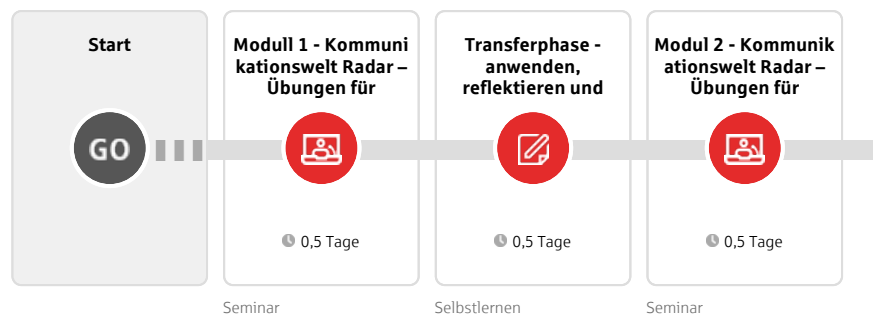 Start
GO
Modull 1 - Kommuni
kationswelt Radar –
Übungen für
0,5 Tage
Seminar
Transferphase -
anwenden,
reflektieren und
0,5 Tage
Selbstlernen
Modul 2 - Kommunik
ationswelt Radar –
Übungen für
0,5 Tage
Seminar